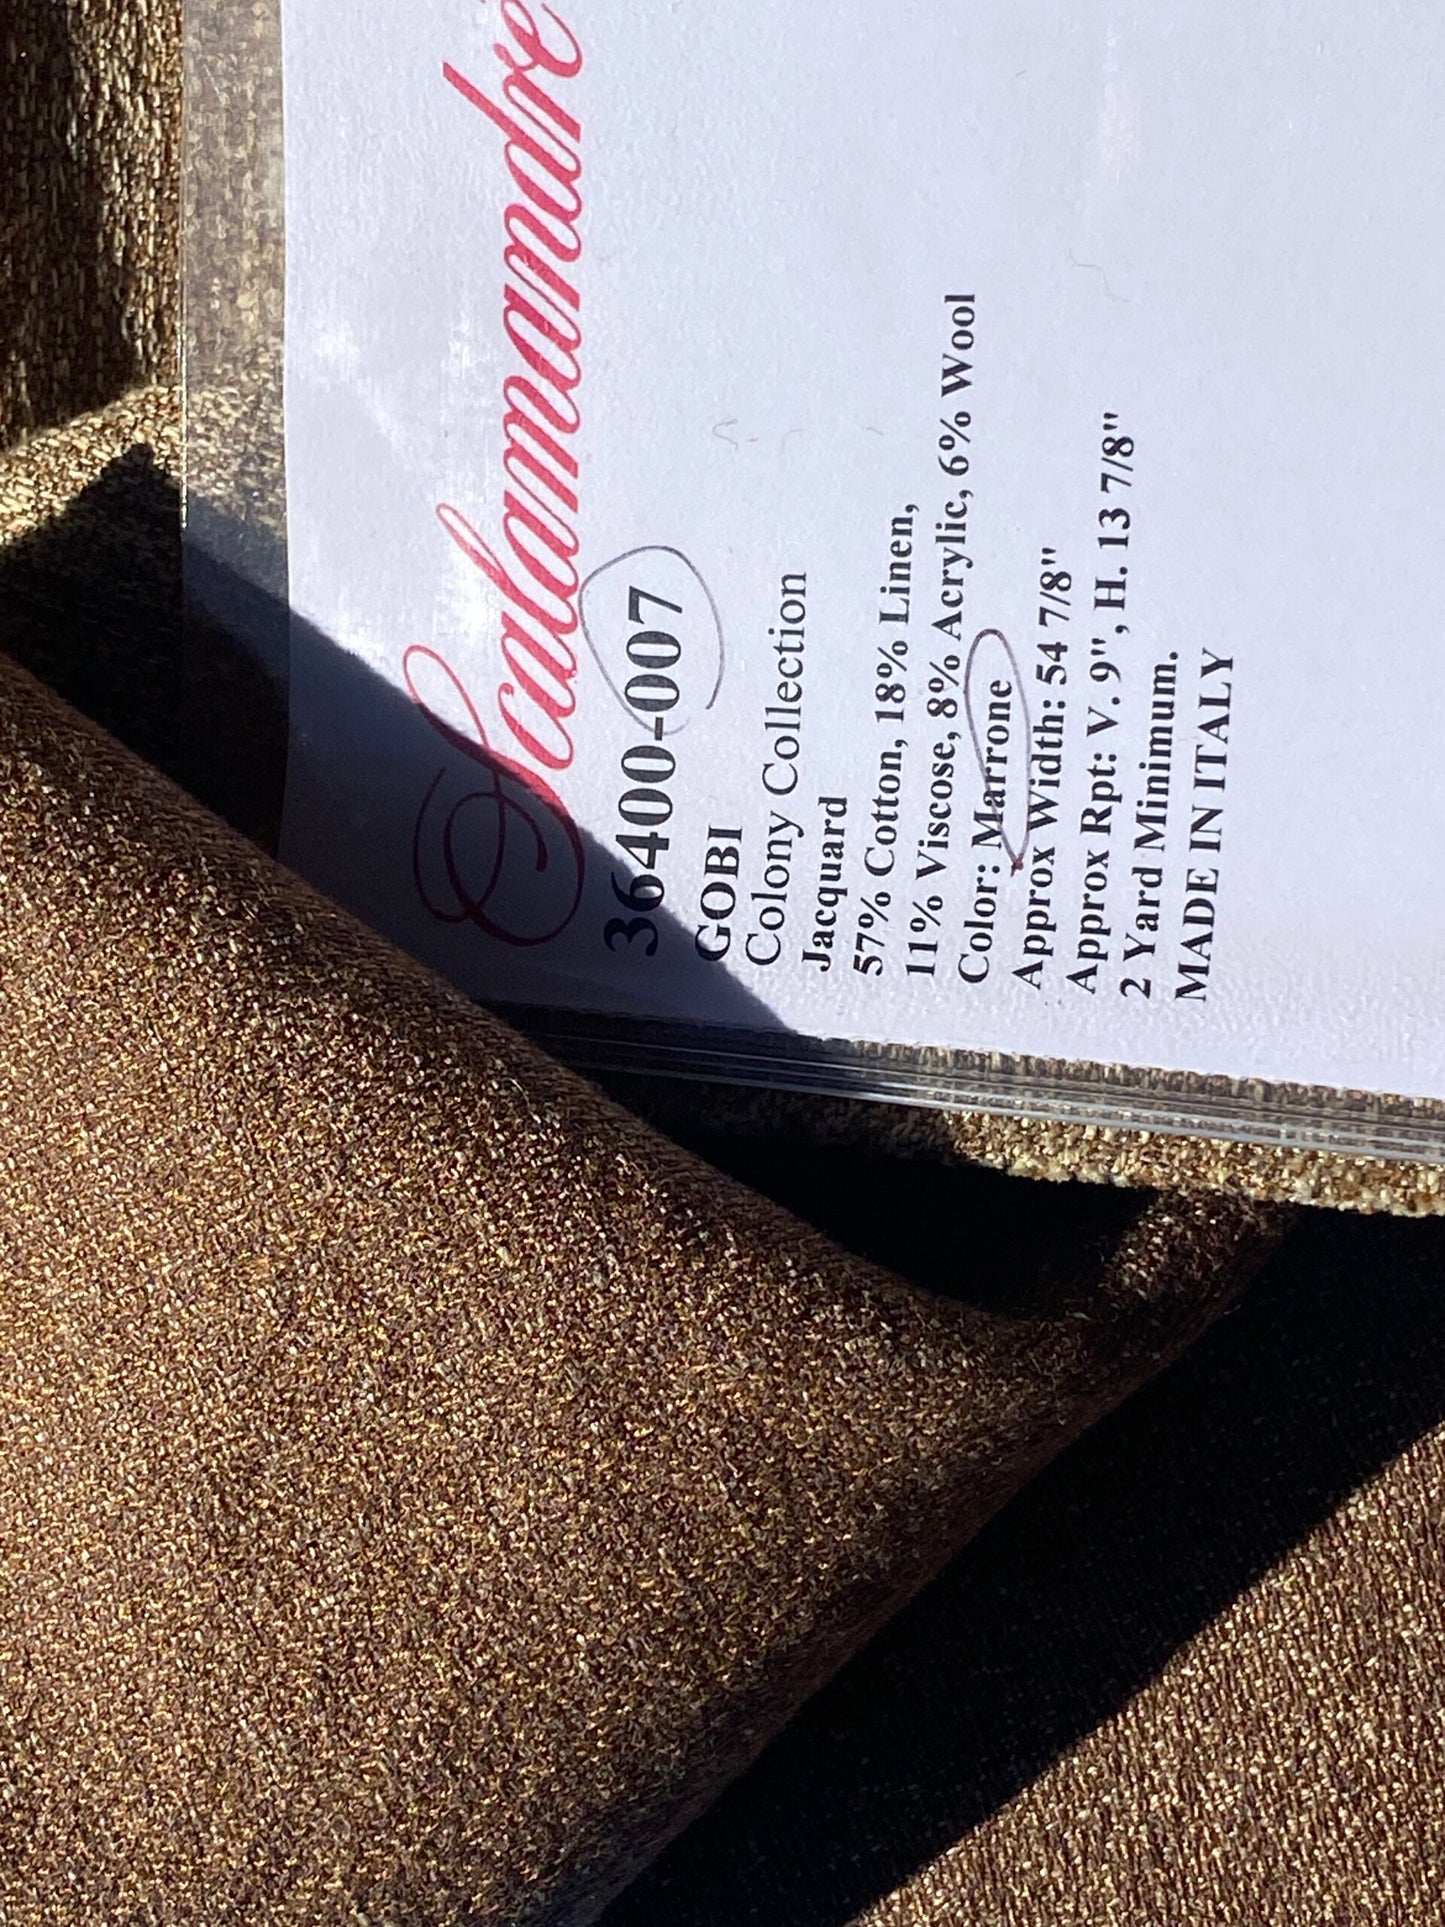 Scalamandré
36400-007
GOBI
Colony Collection
Jacquard
57% Cotton, 18% Linen,
11% Viscose, 8% Acrylic, 6% Wool
Color: Marrone
Approx Width: 54 7/8"
Approx Rpt: V. 9", H. 13 7/8"
2 Yard Minimum.
MADE IN ITALY